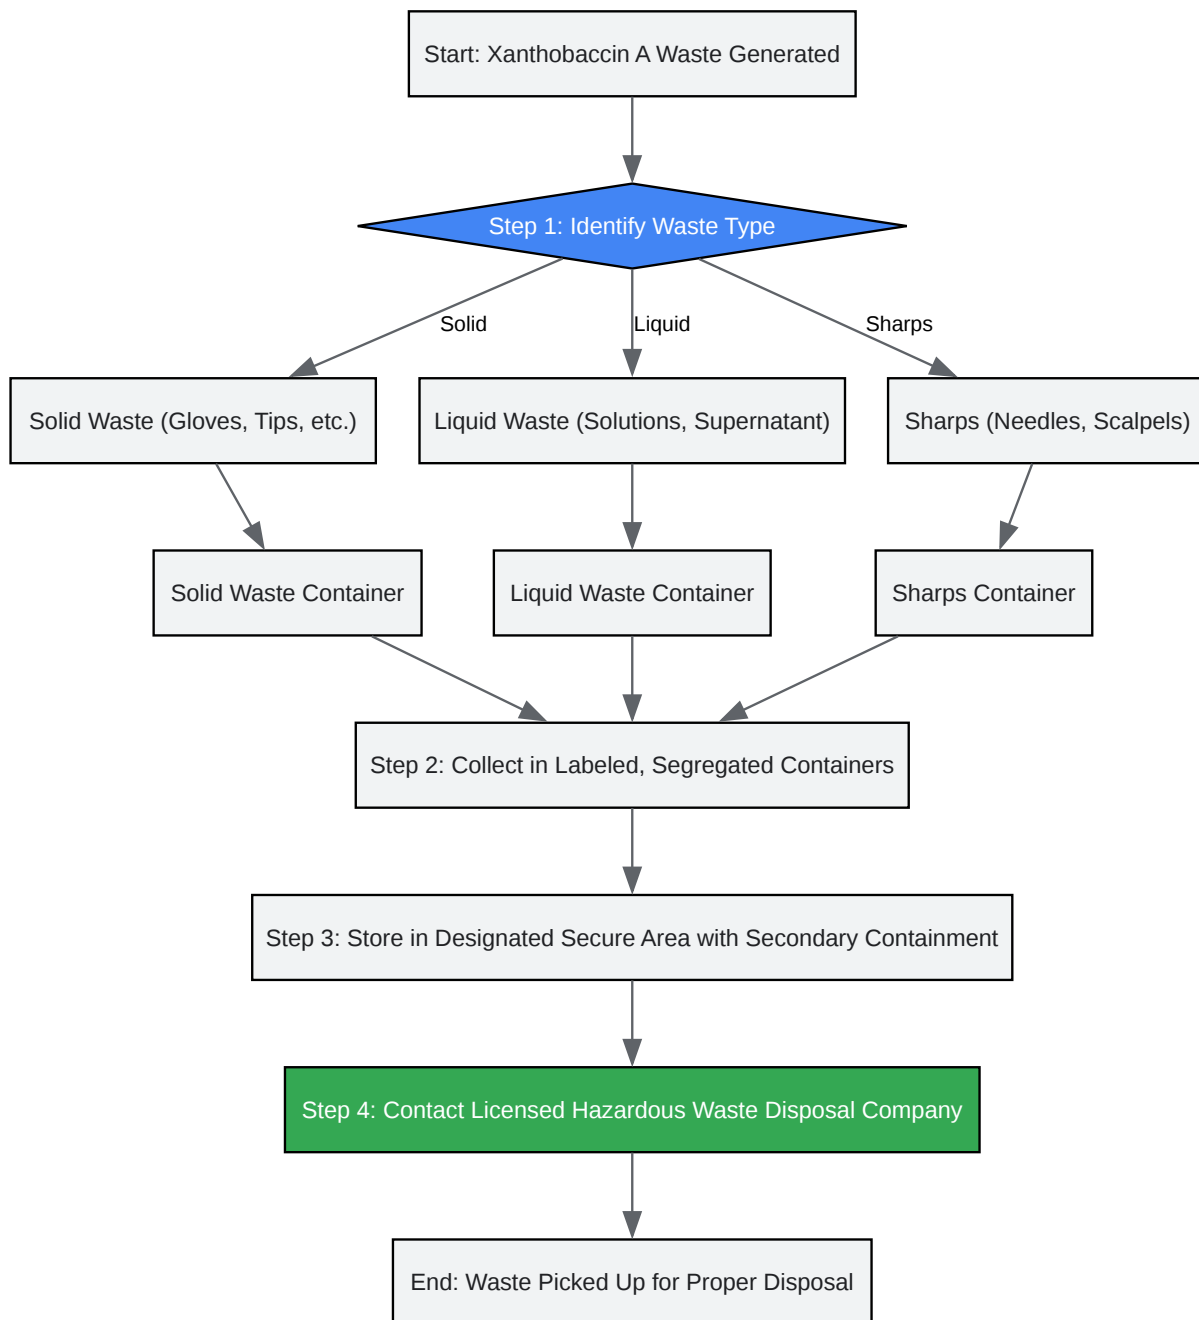 Start: Xanthobaccin A Waste Generated
Step 1: Identify Waste Type
Solid
Liquid
Sharps
Solid Waste (Gloves, Tips, etc.)
Liquid Waste (Solutions, Supernatant)
Sharps (Needles, Scalpels)
Solid Waste Container
Liquid Waste Container
Sharps Container
Step 2: Collect in Labeled, Segregated Containers
Step 3: Store in Designated Secure Area with Secondary Containment
Step 4: Contact Licensed Hazardous Waste Disposal Company
End: Waste Picked Up for Proper Disposal